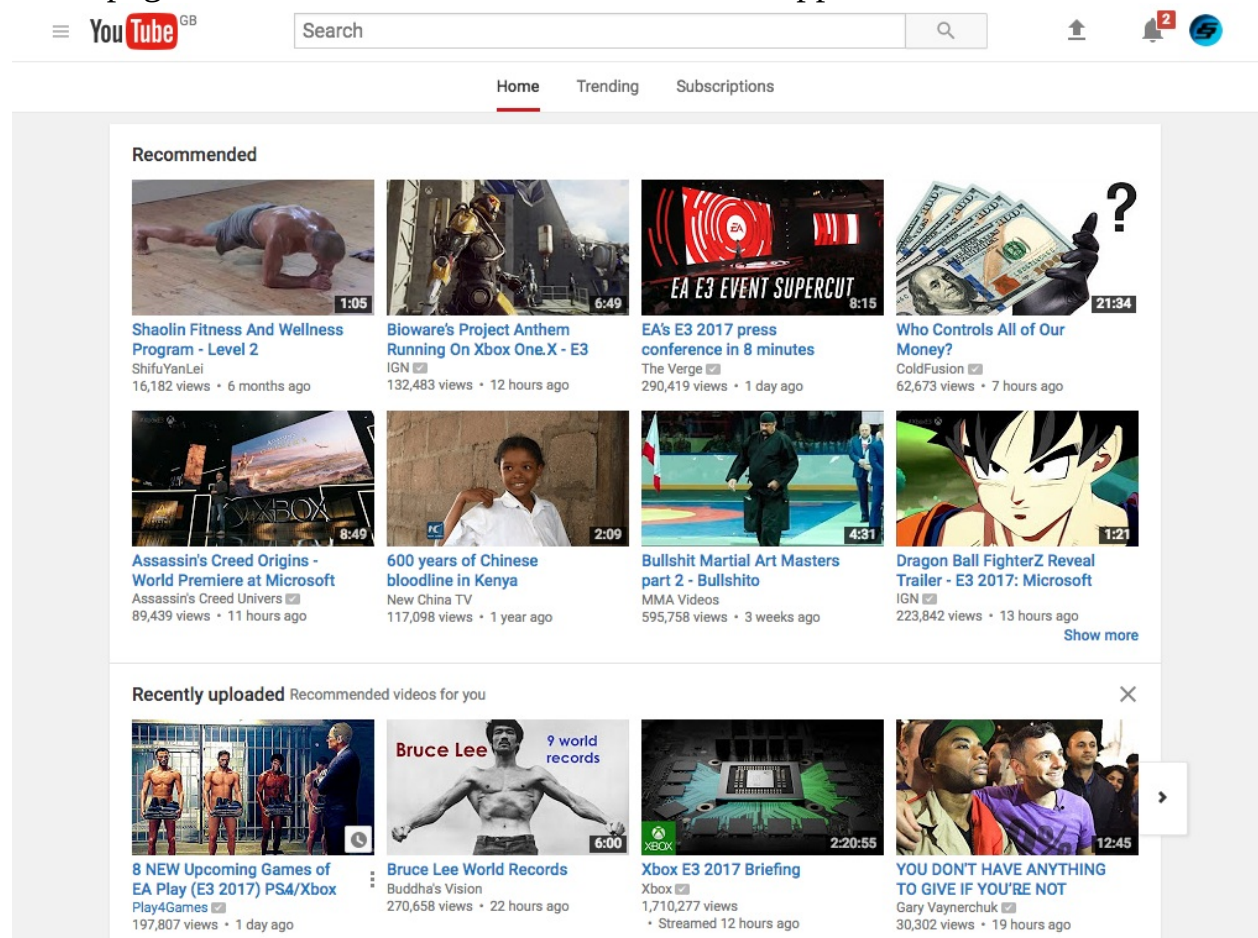 YouTube GB
Search
2
Home Trending Subscriptions
Recommended
1:05
6:49
EA
EA E3 EVENT SUPERCUT
8:15
?
21:34
Shaolin Fitness And Wellness
Program - Level 2
ShifuYanLei
16,182 views • 6 months ago
Bioware's Project Anthem
Running On Xbox One X - E3
IGN
132,483 views • 12 hours ago
EA's E3 2017 press
conference in 8 minutes
The Verge
290,419 views • 1 day ago
Who Controls All of Our
Money?
ColdFusion
62,673 views • 7 hours ago
XBOX
8:49
2:09
4:31
1:21
Assassin's Creed Origins -
World Premiere at Microsoft
Assassin's Creed Univers
89,439 views • 11 hours ago
600 years of Chinese
bloodline in Kenya
New China TV
117,098 views • 1 year ago
Bullshit Martial Art Masters
part 2 - Bullshito
MMA Videos
595,758 views • 3 weeks ago
Dragon Ball FighterZ Reveal
Trailer - E3 2017: Microsoft
IGN
223,842 views • 13 hours ago
Show more
Recently uploaded Recommended videos for you
Bruce Lee
9 world
records
6:00
XBOX
2:20:55
12:45
8 NEW Upcoming Games of
EA Play (E3 2017) PS4/Xbox
Play4Games
197,807 views • 1 day ago
Bruce Lee World Records
Buddha's Vision
270,658 views • 22 hours ago
Xbox E3 2017 Briefing
Xbox
1,710,277 views
• Streamed 12 hours ago
YOU DON'T HAVE ANYTHING
TO GIVE IF YOU'RE NOT
Gary Vaynerchuk
30,302 views • 19 hours ago